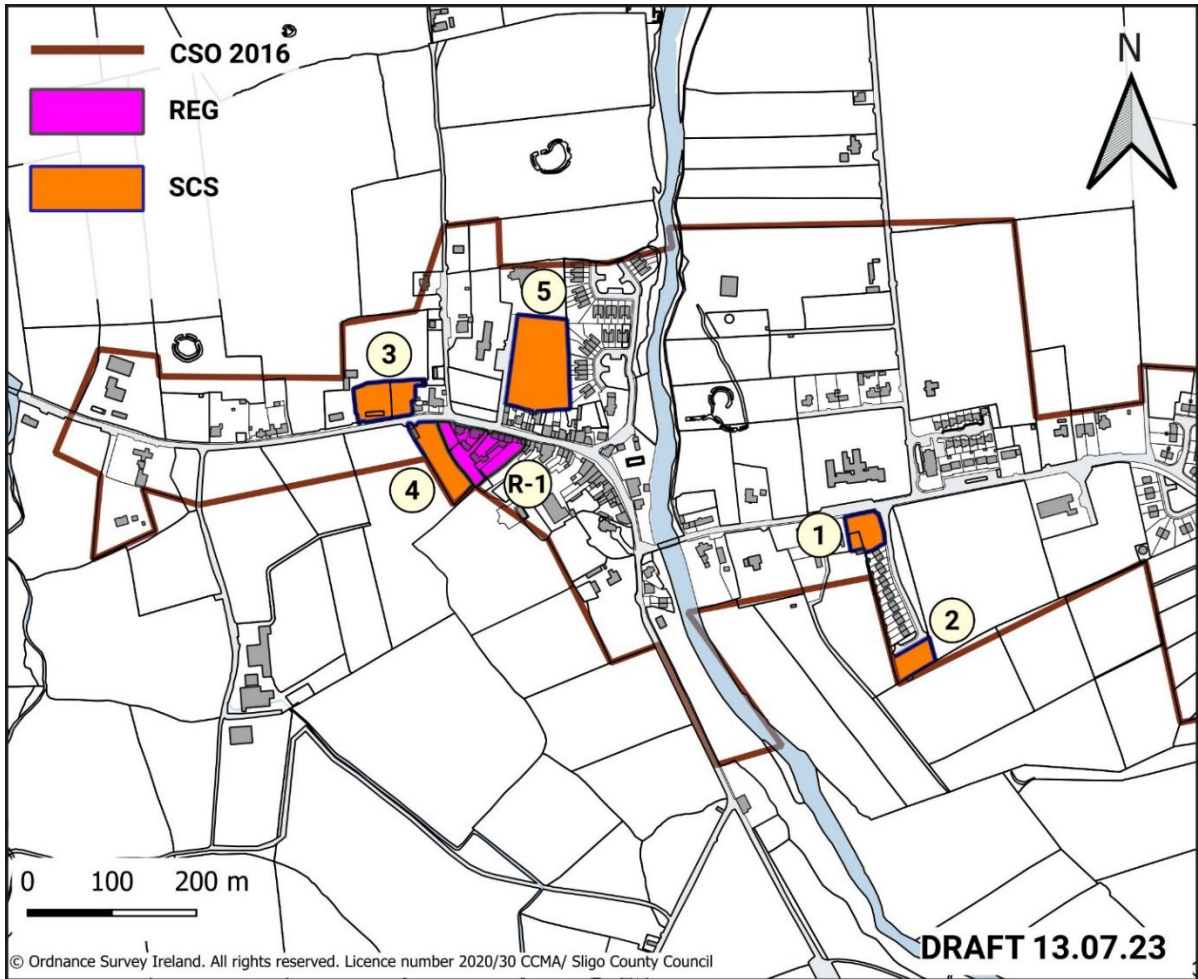 CSO 2016
REG
SCS
N
5
3
4
R-1
1
2
0 100 200 m
DRAFT 13.07.23
© Ordnance Survey Ireland. All rights reserved. Licence number 2020/30 CCMA/ Sligo County Council